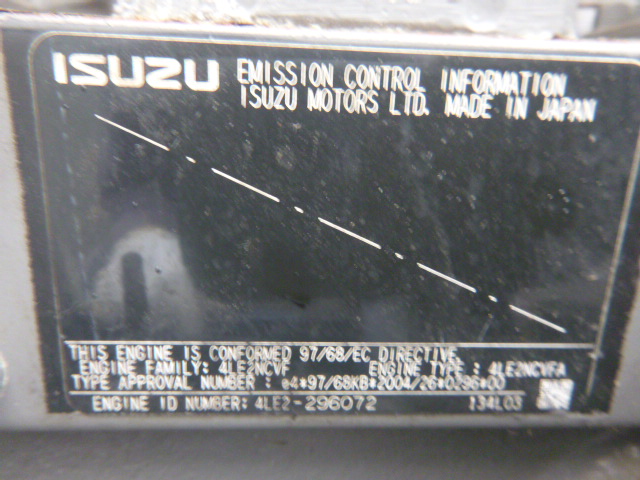 ISUZU EMISSION CONTROL INFORMATION
ISUZU MOTORS LTD. MADE IN JAPAN
THIS ENGINE IS CONFORMED 97/68/EC DIRECTIVE.
ENGINE FAMILY: 4LE2NCVF ENGINE TYPE : 4LE2NCVFA
TYPE APPROVAL NUMBER : e4*97/68KB*2004/26*0296*00
ENGINE ID NUMBER: 4LE2-296072 134L03